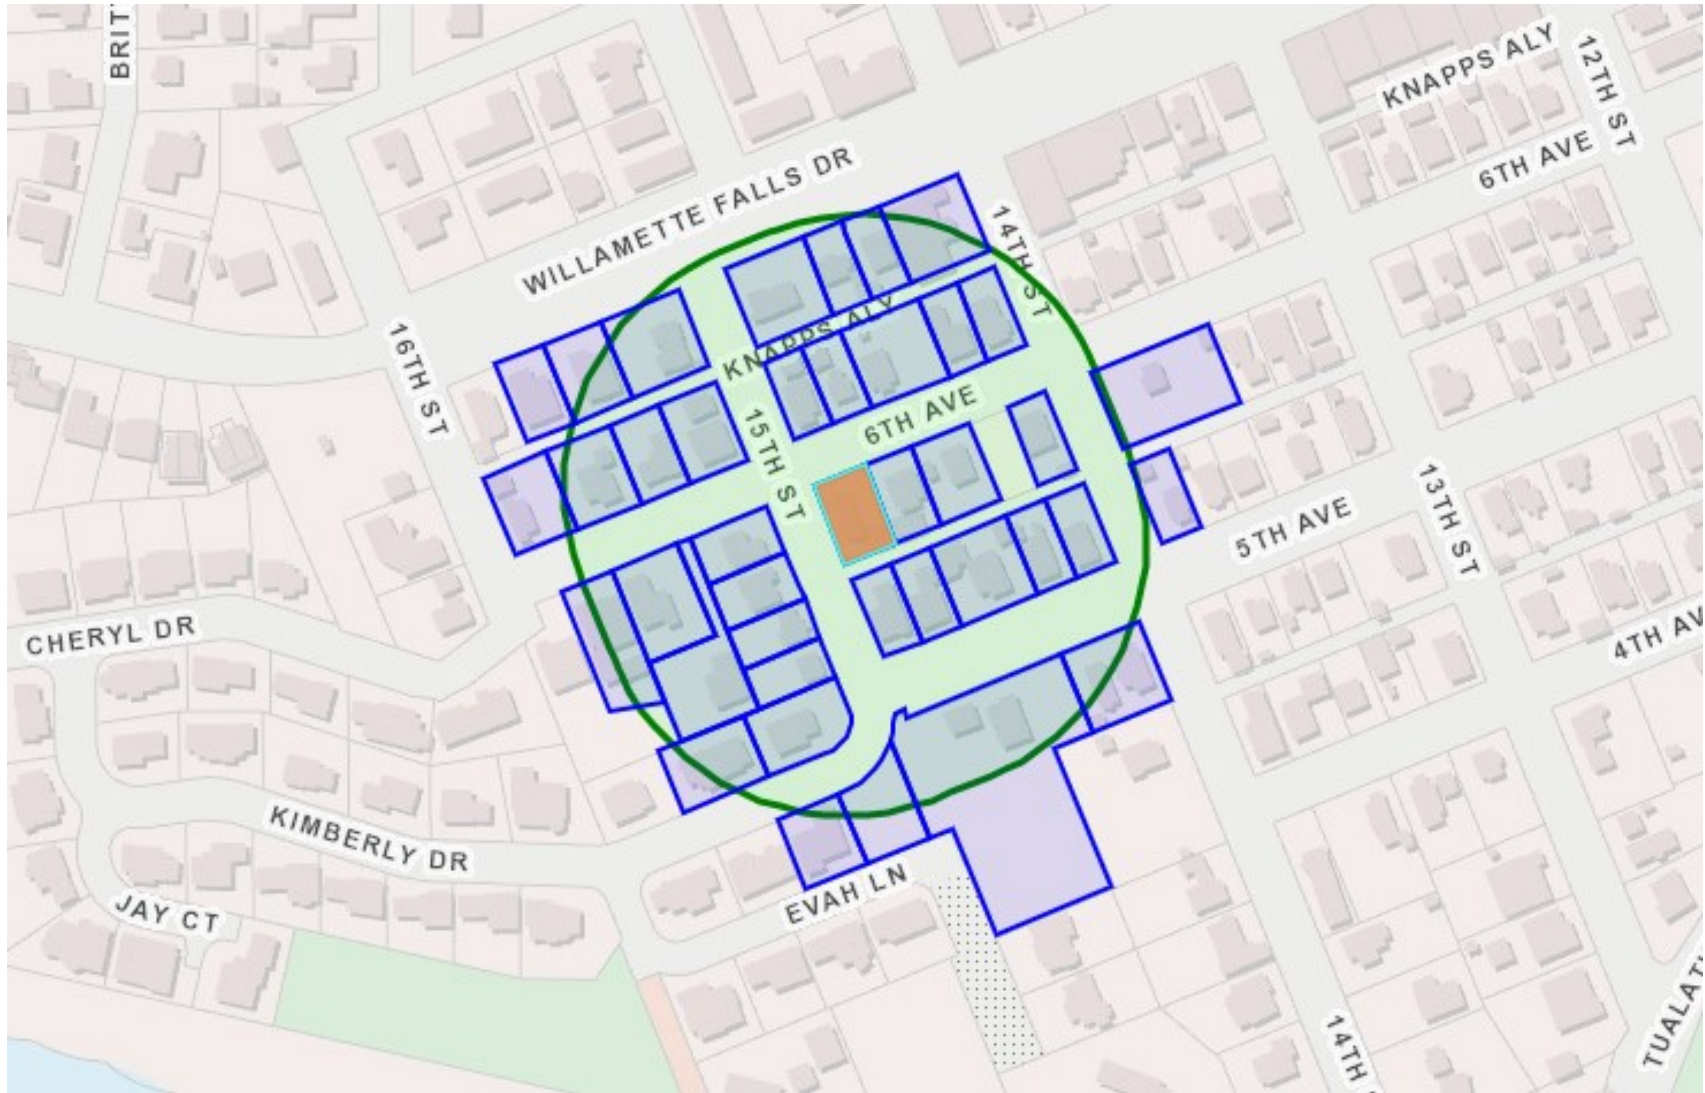 BRIT
KNAPPS ALY
12TH ST
6TH AVE
WILLAMETTE FALLS DR
14TH ST
KNAPPS ALY
16TH ST
15TH ST
6TH AVE
13TH ST
5TH AVE
CHERYL DR
4TH AV
KIMBERLY DR
JAY CT
EVAH LN
TUALATI
14TH